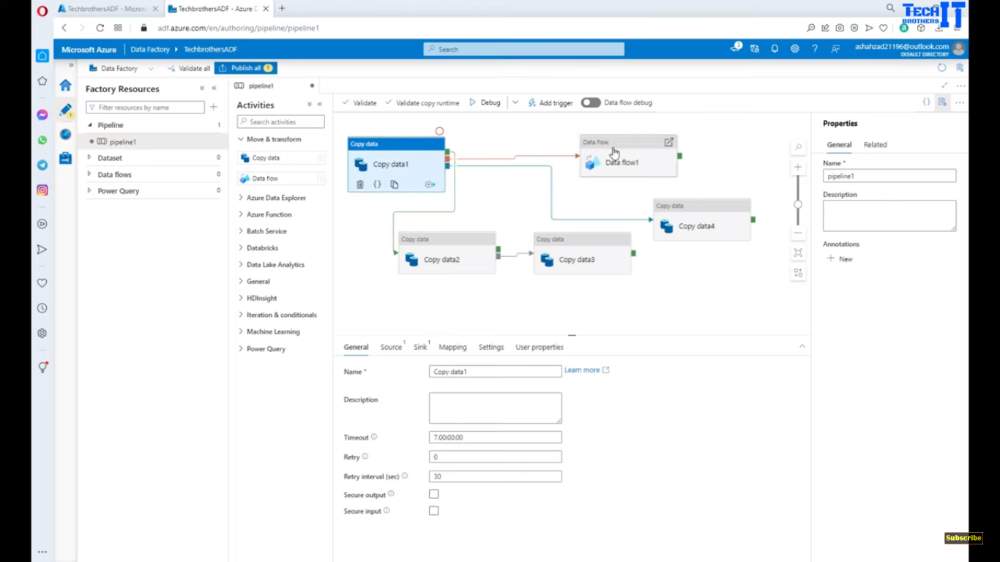 TechbrothersADF - Micros
TechbrothersADF - Azure D
TECH IT
BROTHERS
adf.azure.com/en/authoring/pipeline/pipeline1
Microsoft Azure
Data Factory
TechbrothersADF
Search
3
ashahzad21196@outlook.com
DEFAULT DIRECTORY
Data Factory
Validate all
Publish all
1
Factory Resources
Filter resources by name
Pipeline
1
pipeline1
Dataset
0
Data flows
0
Power Query
0
pipeline1
Activities
Search activities
Move & transform
Copy data
Data flow
Azure Data Explorer
Azure Function
Batch Service
Databricks
Data Lake Analytics
General
HDInsight
Iteration & conditionals
Machine Learning
Power Query
Validate
Validate copy runtime
Debug
Add trigger
Data flow debug
Copy data
Copy data1
Data flow
Data flow1
Copy data
Copy data4
Copy data
Copy data2
Copy data
Copy data3
Properties
General
Related
Name *
pipeline1
Description
Annotations
New
General
Source 1
Sink 1
Mapping
Settings
User properties
Name *
Copy data1
Learn more
Description
Timeout
7.00:00:00
Retry
0
Retry interval (sec)
30
Secure output
Secure input
Subscribe